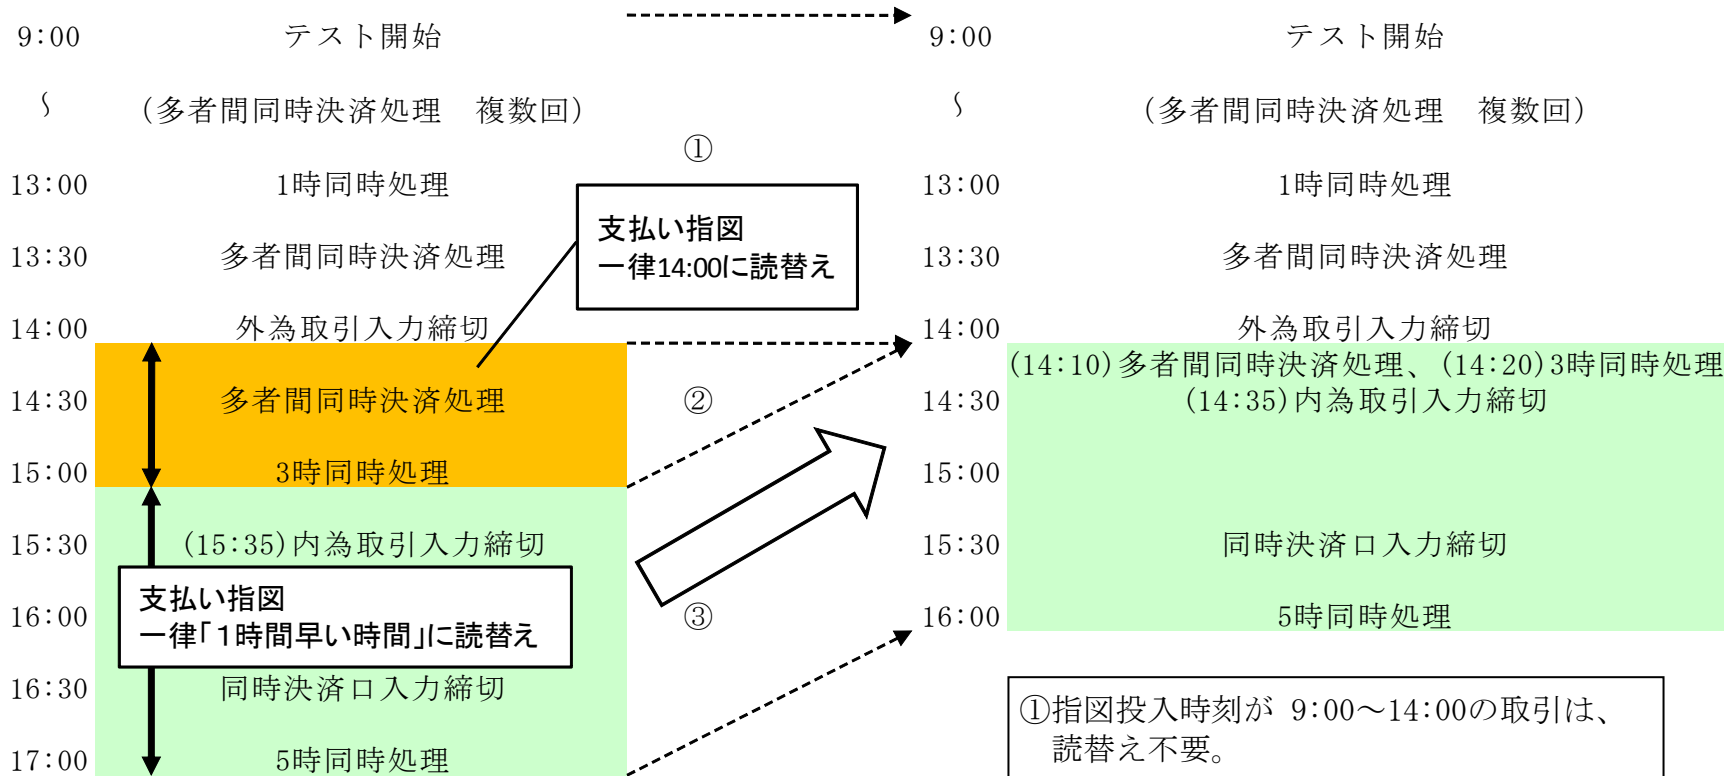 9:00 テスト開始
〜 (多者間同時決済処理　複数回)
13:00 1時同時処理
13:30 多者間同時決済処理
14:00 外為取引入力締切
14:30 多者間同時決済処理
15:00 3時同時処理
15:30 (15:35)内為取引入力締切
16:00
16:30 同時決済口入力締切
17:00 5時同時処理
①
支払い指図
一律14:00に読替え
②
③
支払い指図
一律「1時間早い時間」に読替え
9:00 テスト開始
〜 (多者間同時決済処理　複数回)
13:00 1時同時処理
13:30 多者間同時決済処理
14:00 外為取引入力締切
(14:10)多者間同時決済処理、(14:20)3時同時処理
14:30 (14:35)内為取引入力締切
15:00
15:30 同時決済口入力締切
16:00 5時同時処理
①指図投入時刻が 9:00〜14:00の取引は、
読替え不要。